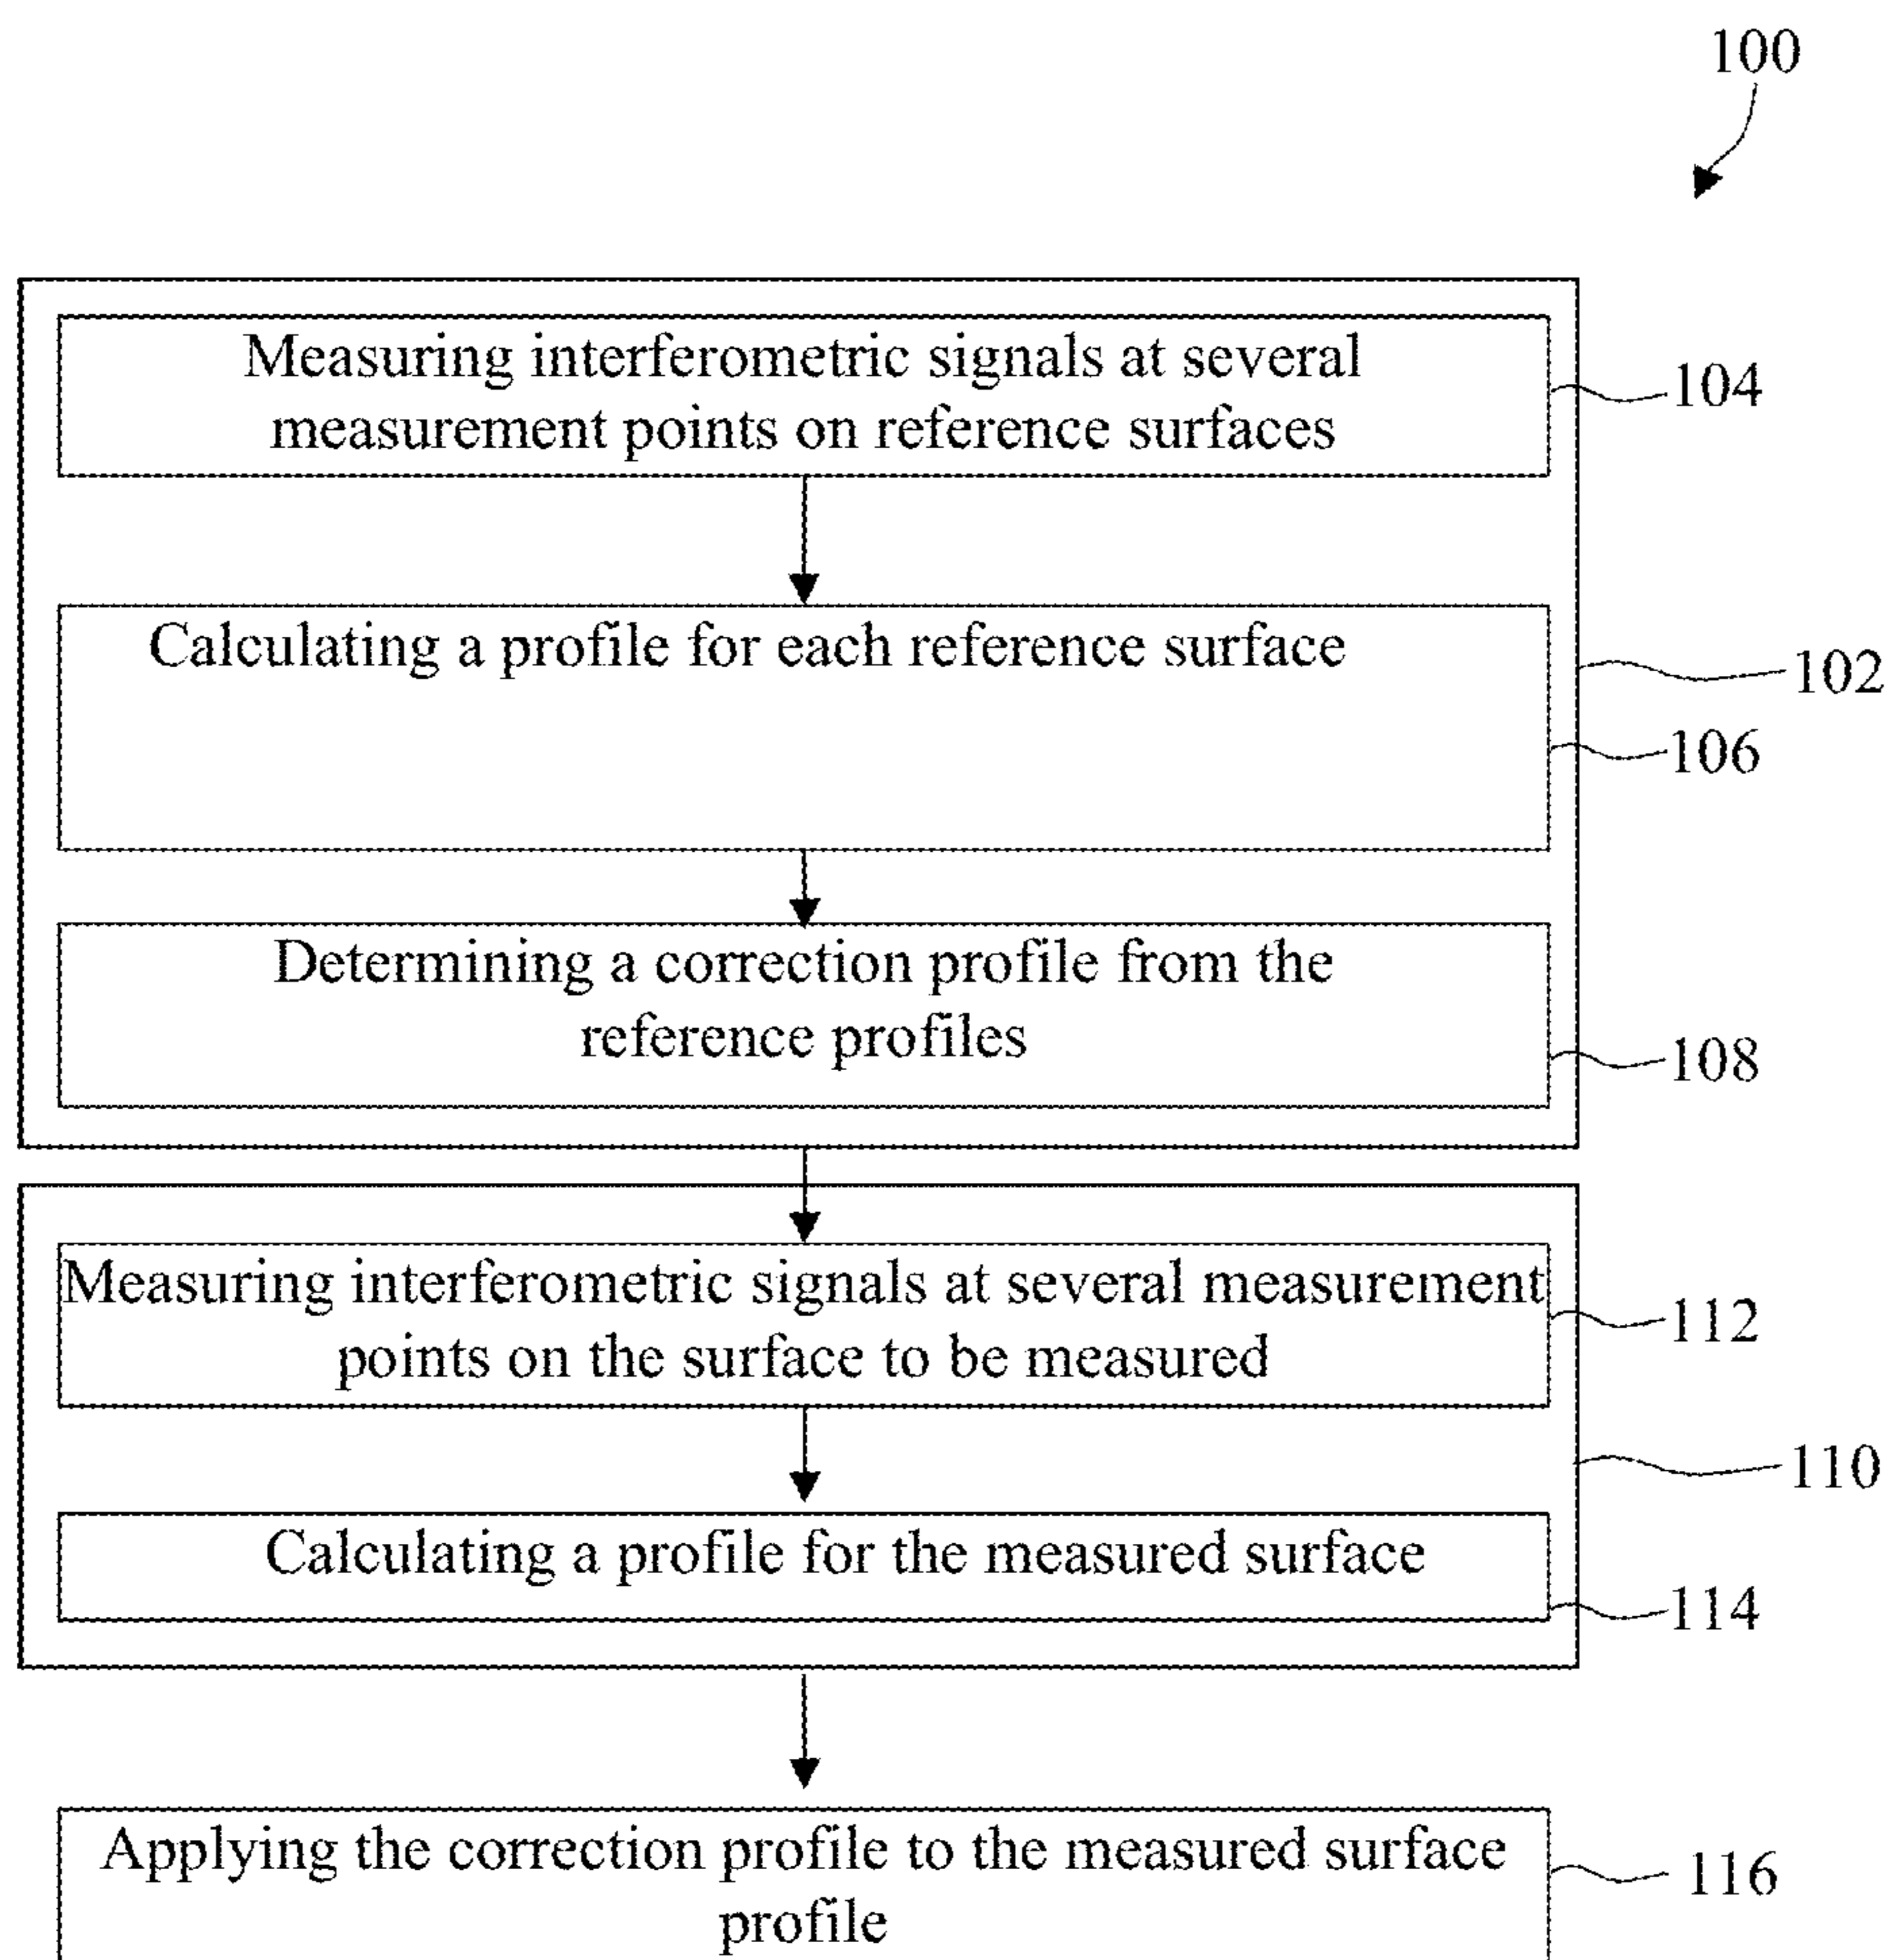 100
Measuring interferometric signals at several
measurement points on reference surfaces
104
Calculating a profile for each reference surface
102
106
Determining a correction profile from the
reference profiles
108
Measuring interferometric signals at several measurement
points on the surface to be measured
112
110
Calculating a profile for the measured surface
114
Applying the correction profile to the measured surface
profile
116